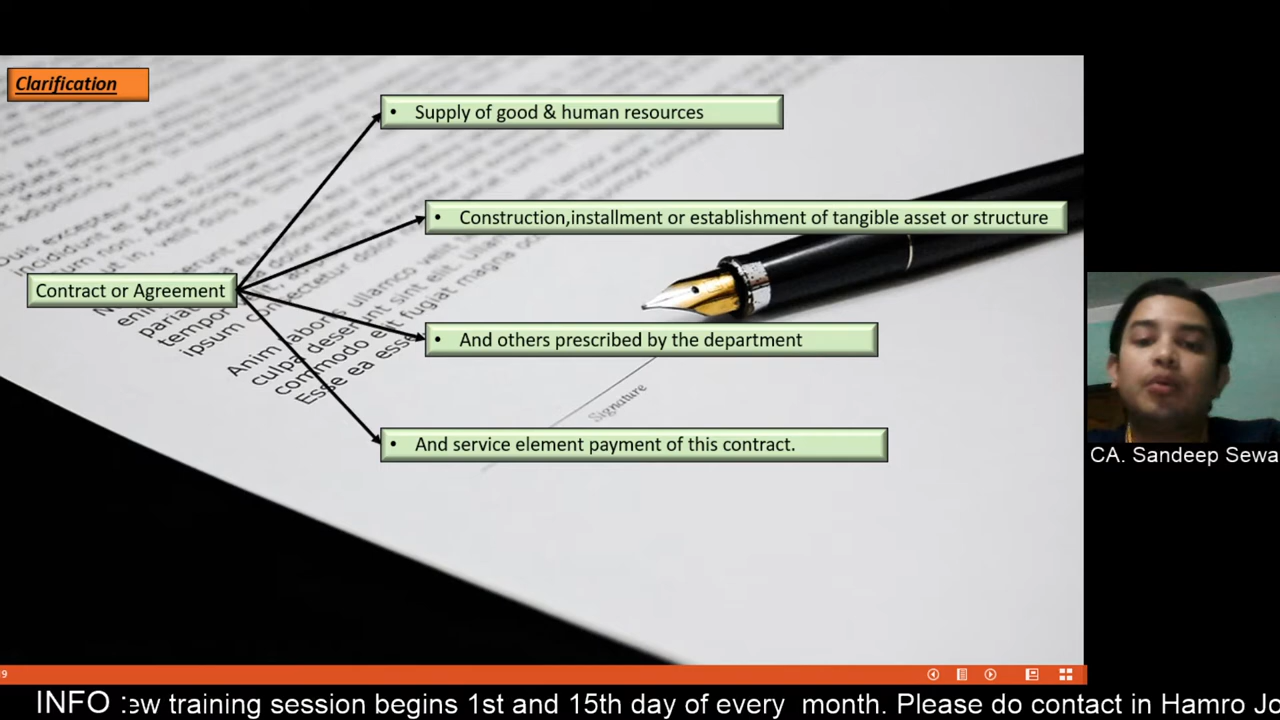 Clarification
• Supply of good & human resources
• Construction,installment or establishment of tangible asset or structure
Contract or Agreement
• And others prescribed by the department
• And service element payment of this contract.
Signature
CA. Sandeep Sewa
9
INFO :ew training session begins 1st and 15th day of every month. Please do contact in Hamro Jo